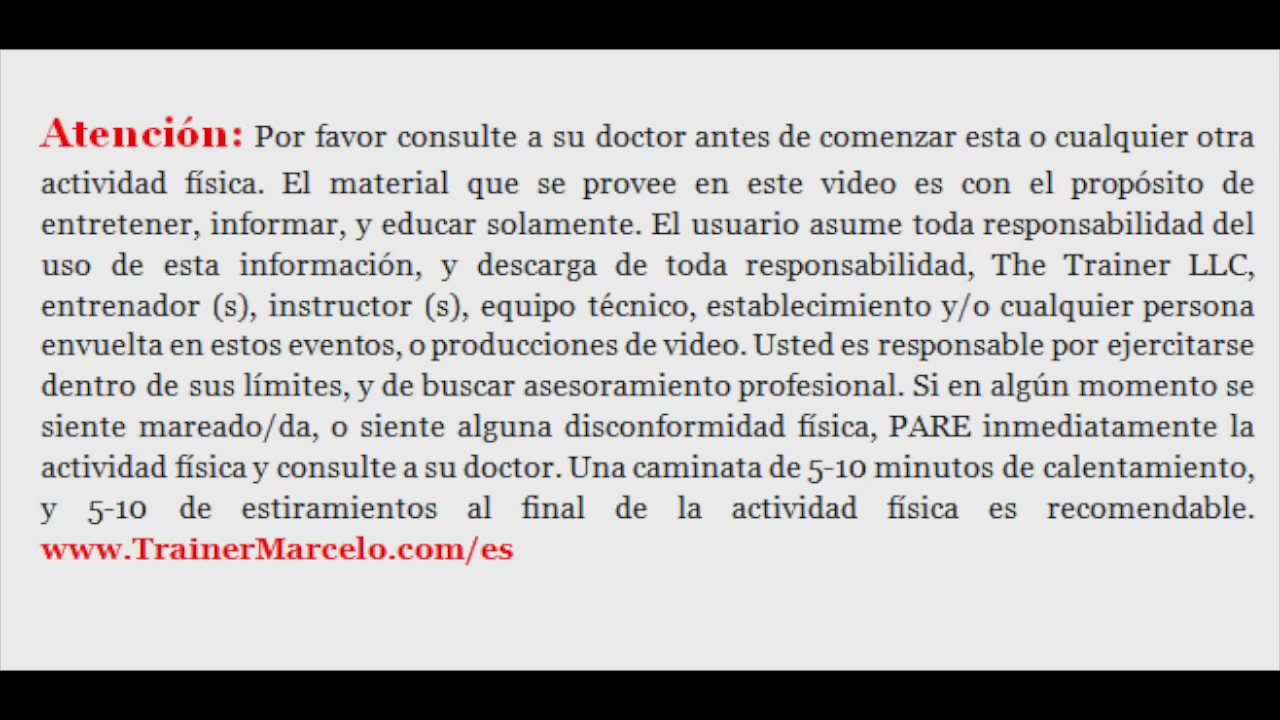 Atención: Por favor consulte a su doctor antes de comenzar esta o cualquier otra
actividad física. El material que se provee en este video es con el propósito de
entretener, informar, y educar solamente. El usuario asume toda responsabilidad del
uso de esta información, y descarga de toda responsabilidad, The Trainer LLC,
entrenador (s), instructor (s), equipo técnico, establecimiento y/o cualquier persona
envuelta en estos eventos, o producciones de video. Usted es responsable por ejercitarse
dentro de sus límites, y de buscar asesoramiento profesional. Si en algún momento se
siente mareado/da, o siente alguna disconformidad física, PARE inmediatamente la
actividad física y consulte a su doctor. Una caminata de 5-10 minutos de calentamiento,
y 5-10 de estiramientos al final de la actividad física es recomendable.
www.TrainerMarcelo.com/es